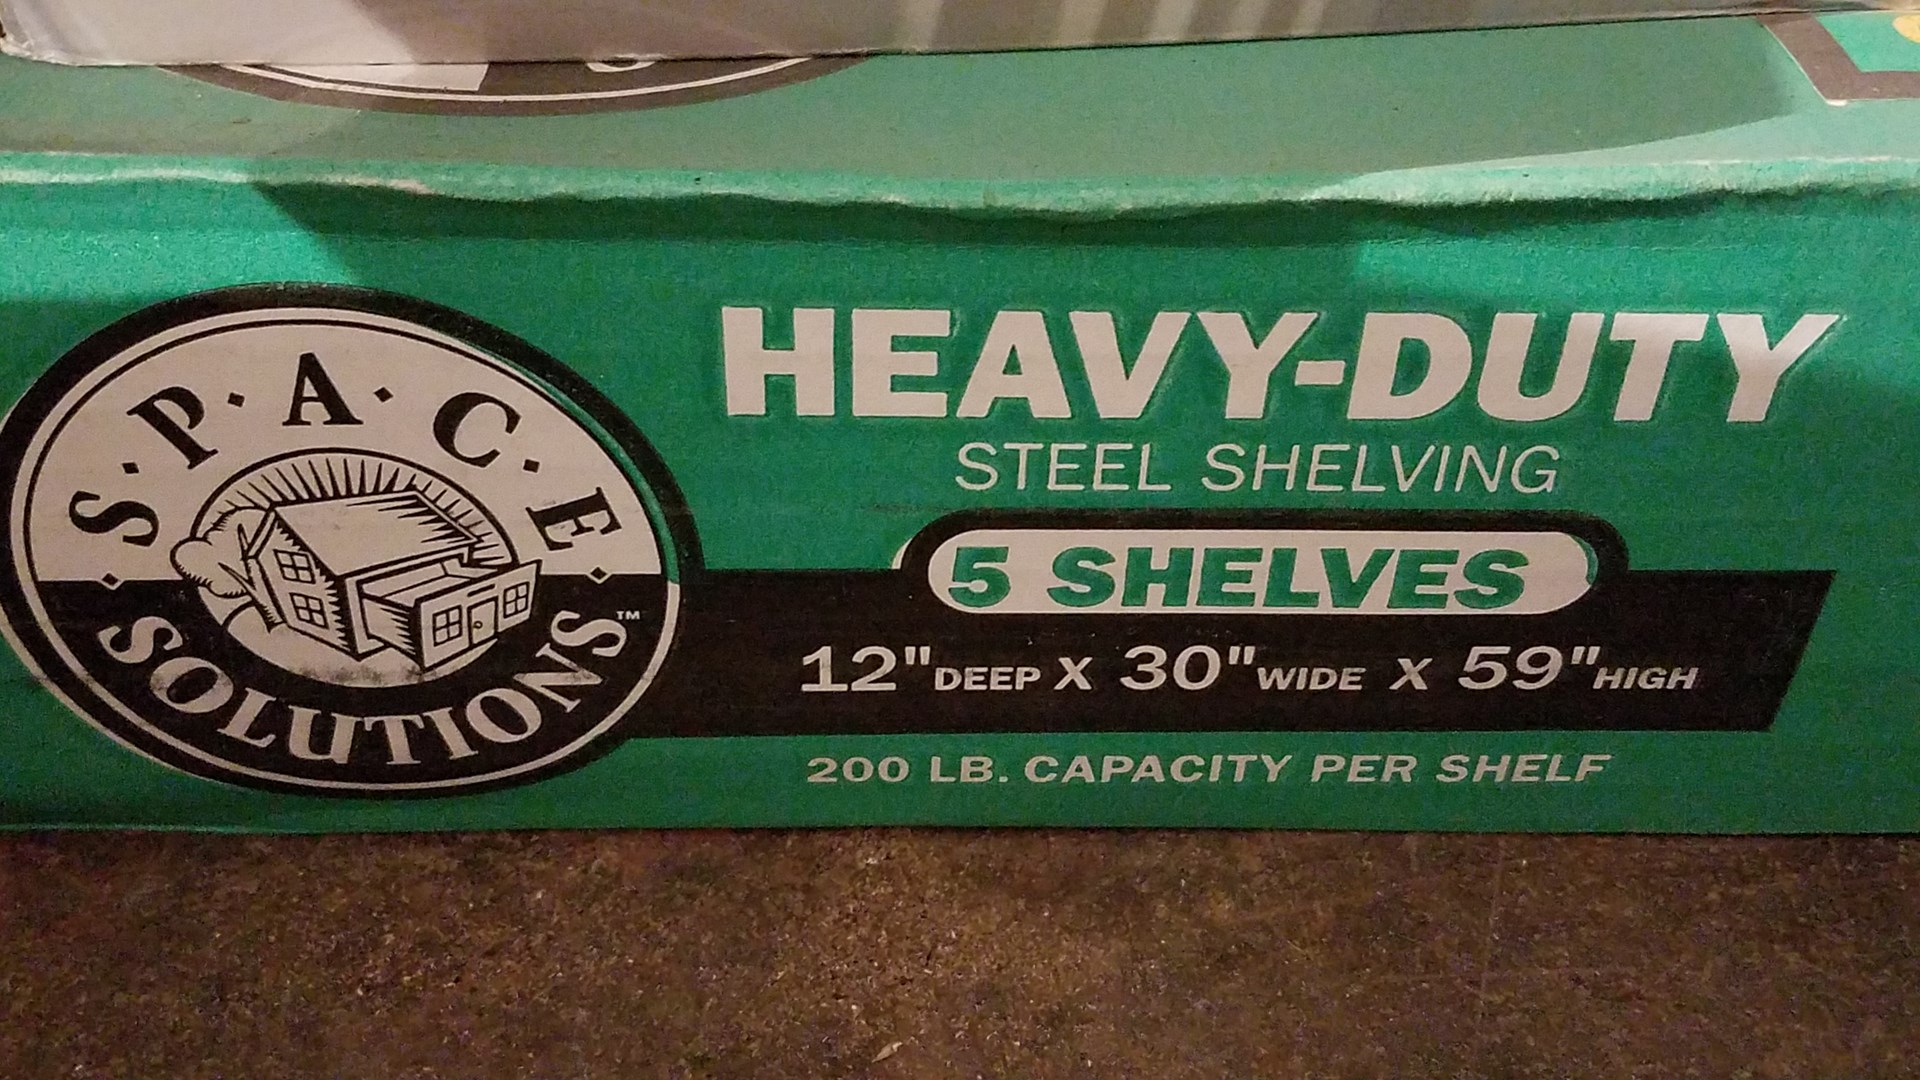 S·P·A·C·E
SOLUTIONS™
HEAVY-DUTY
STEEL SHELVING
5 SHELVES
12" DEEP X 30" WIDE X 59" HIGH
200 LB. CAPACITY PER SHELF